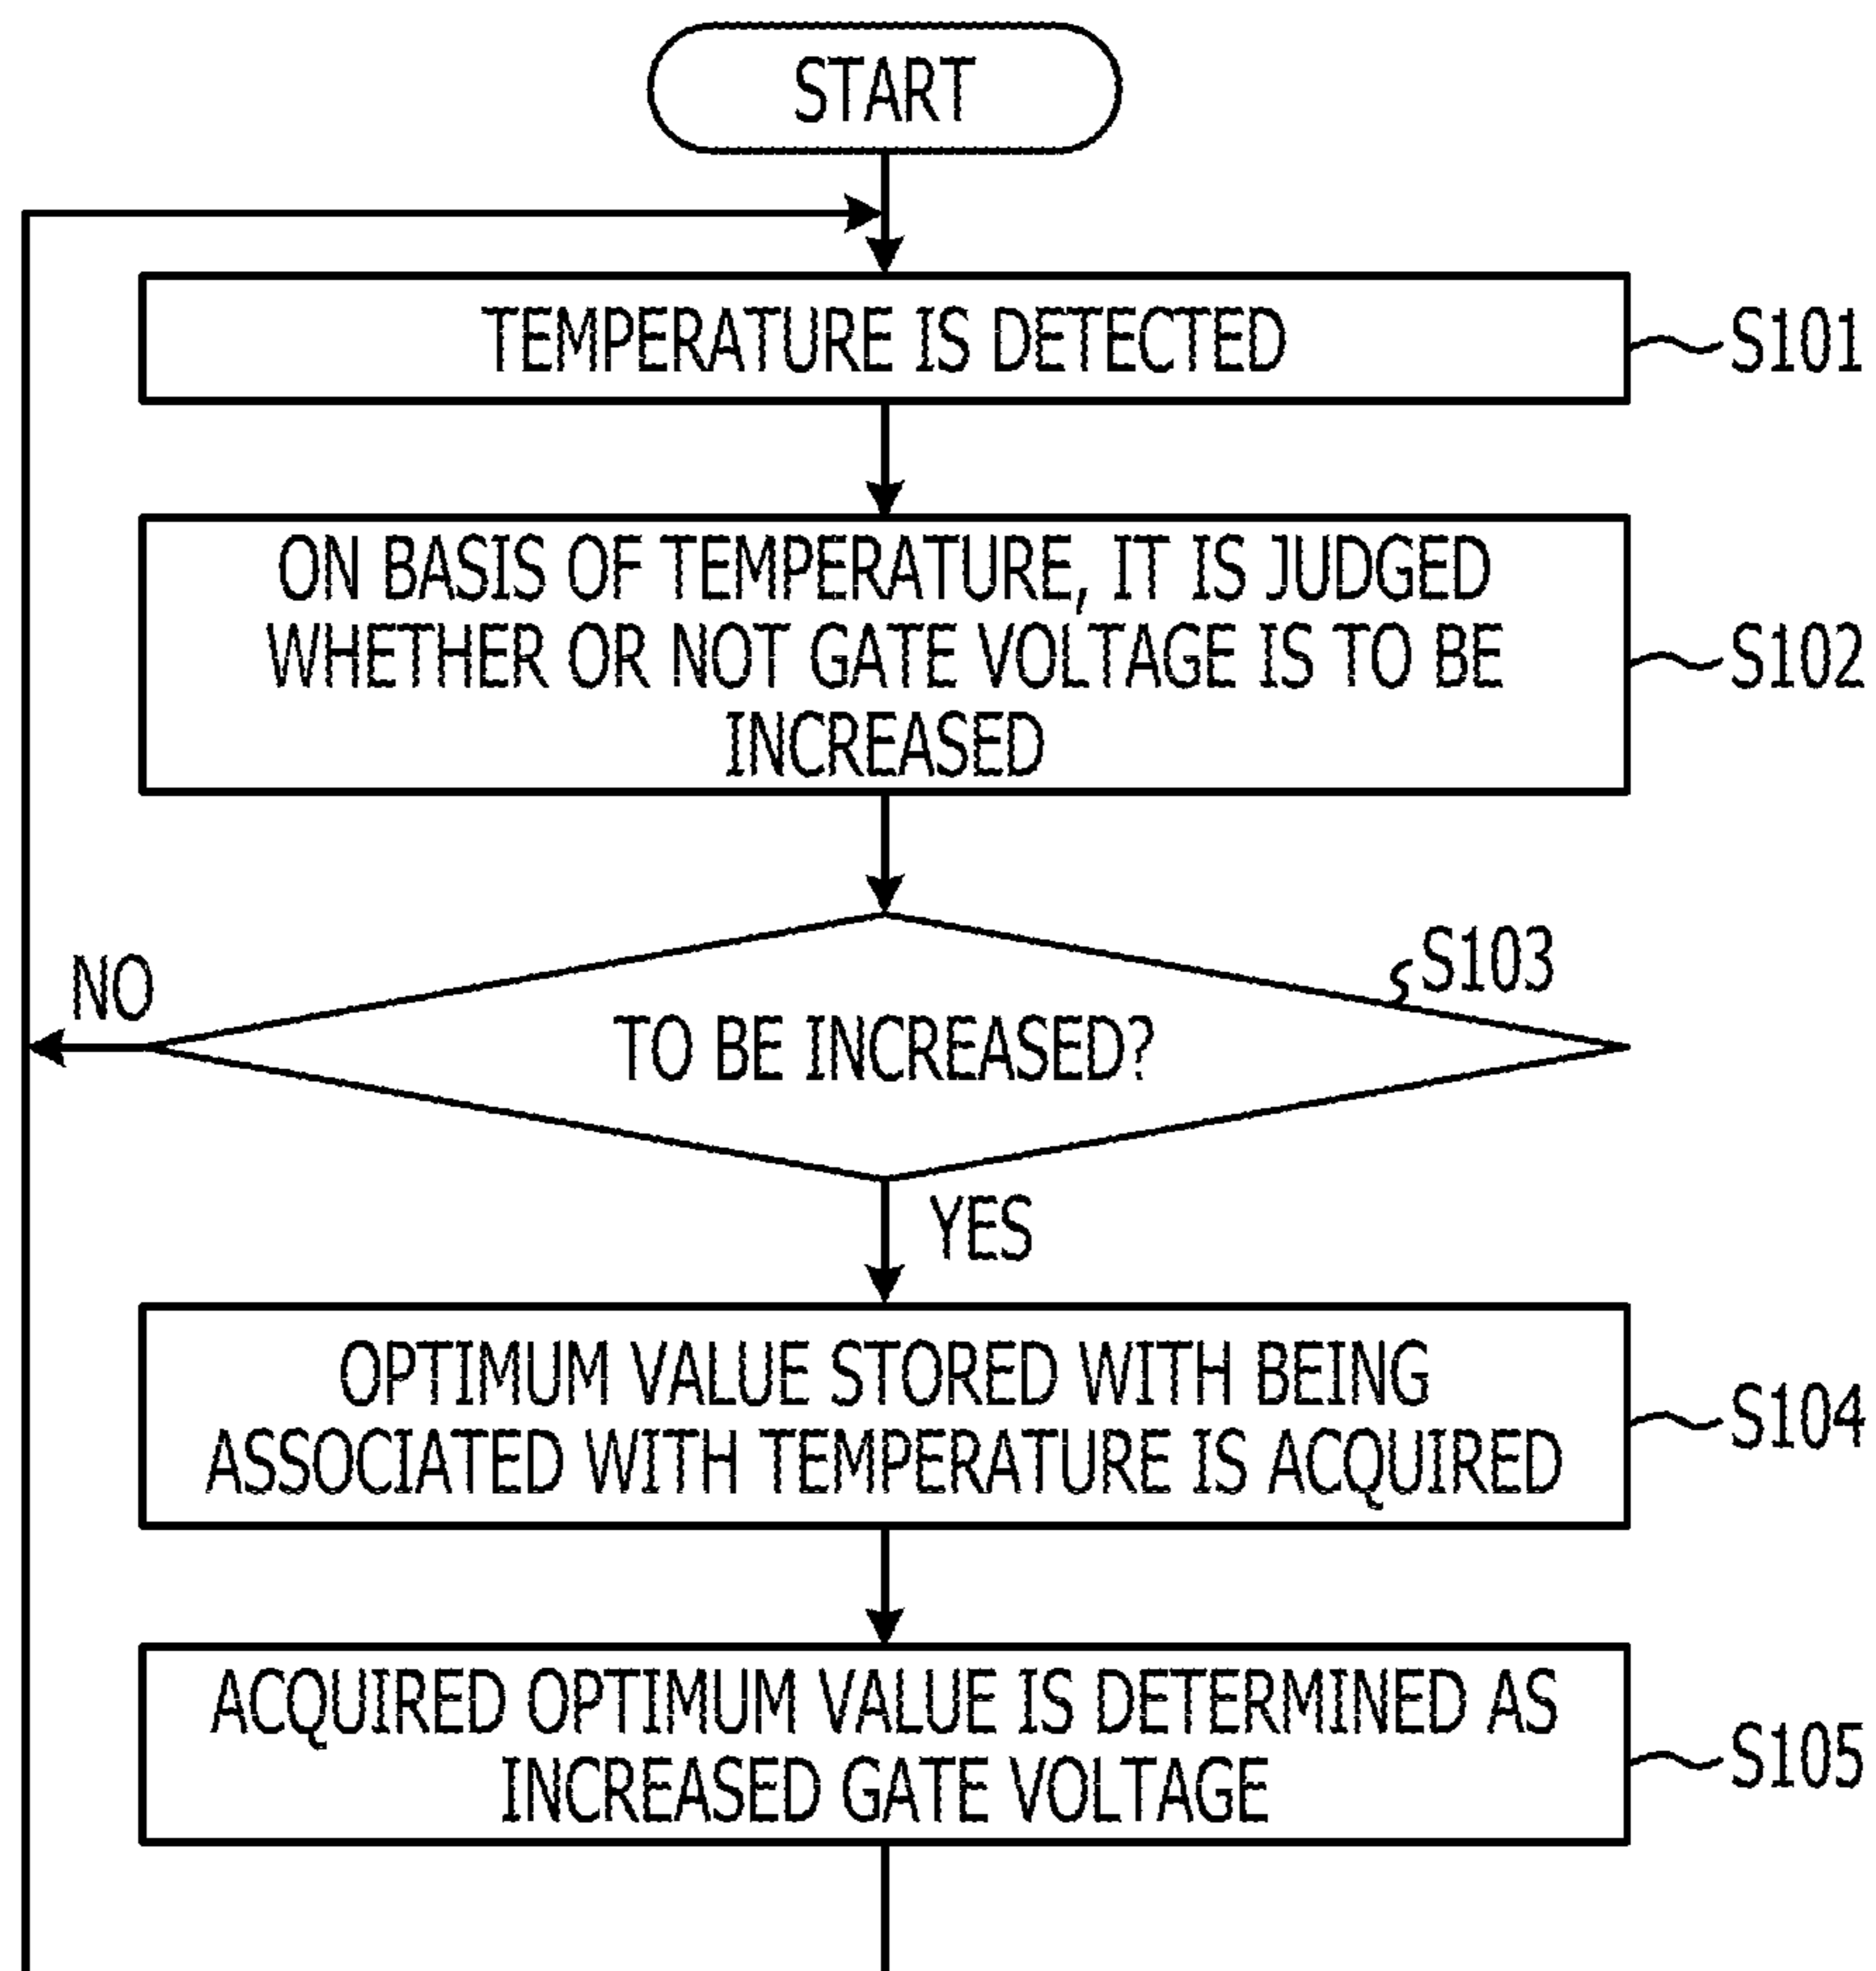 START
TEMPERATURE IS DETECTED
S101
ON BASIS OF TEMPERATURE, IT IS JUDGED
WHETHER OR NOT GATE VOLTAGE IS TO BE
INCREASED
S102
S103
NO
TO BE INCREASED?
YES
OPTIMUM VALUE STORED WITH BEING
ASSOCIATED WITH TEMPERATURE IS ACQUIRED
S104
ACQUIRED OPTIMUM VALUE IS DETERMINED AS
INCREASED GATE VOLTAGE
S105